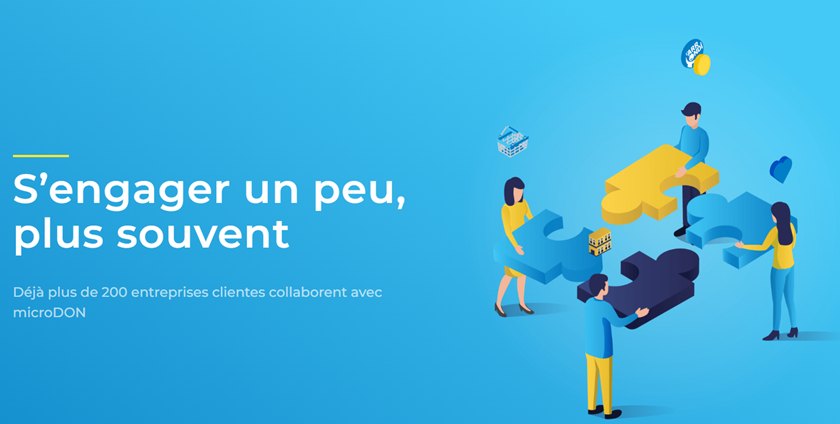 S’engager un peu,
plus souvent
Déjà plus de 200 entreprises clientes collaborent avec
microDON